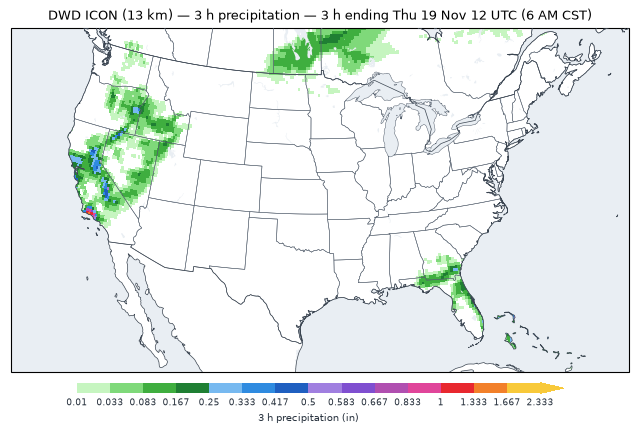 DWD ICON (13 km) — 3 h precipitation — 3 h ending Thu 19 Nov 12 UTC (6 AM CST)
0.01 0.033 0.083 0.167 0.25 0.333 0.417 0.5 0.583 0.667 0.833 1 1.333 1.667 2.333
3 h precipitation (in)